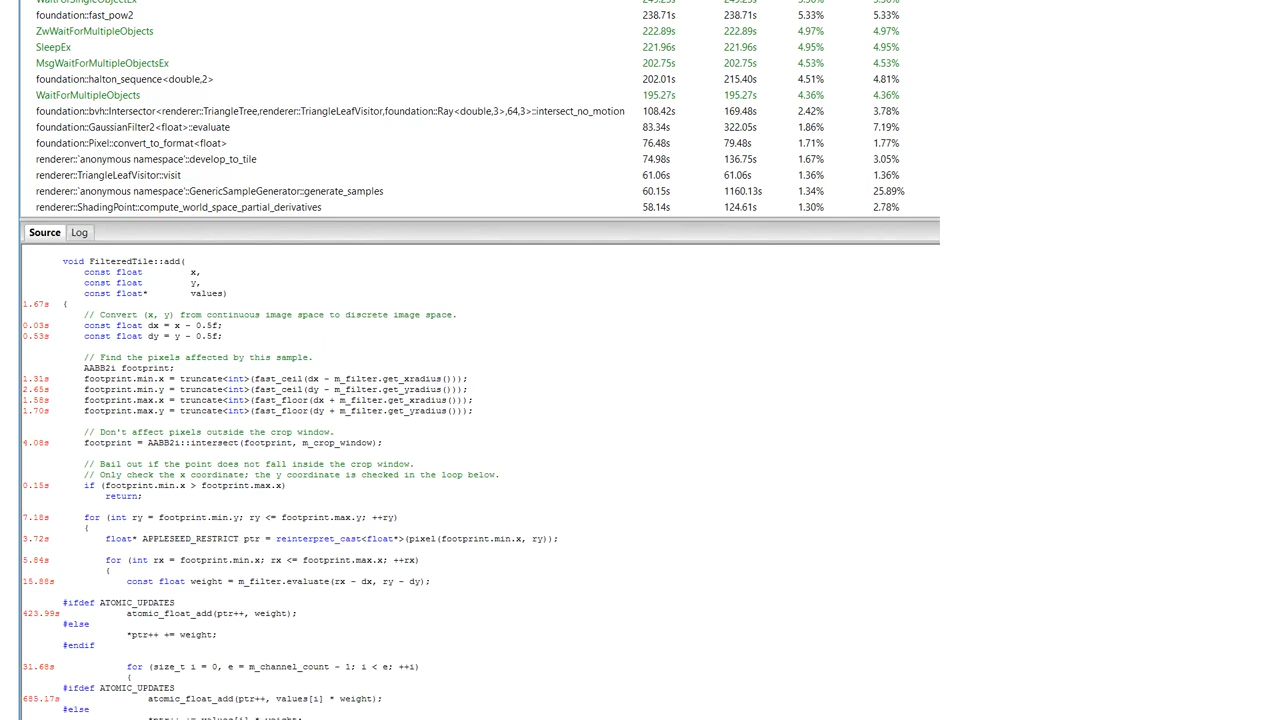 WaitForSingleObjectEx 249.25s 249.25s 5.56% 5.56%
foundation::fast_pow2 238.71s 238.71s 5.33% 5.33%
ZwWaitForMultipleObjects 222.89s 222.89s 4.97% 4.97%
SleepEx 221.96s 221.96s 4.95% 4.95%
MsgWaitForMultipleObjectsEx 202.75s 202.75s 4.53% 4.53%
foundation::halton_sequence<double,2> 202.01s 215.40s 4.51% 4.81%
WaitForMultipleObjects 195.27s 195.27s 4.36% 4.36%
foundation::bvh::Intersector<renderer::TriangleTree,renderer::TriangleLeafVisitor,foundation::Ray<double,3>,64,3>::intersect_no_motion 108.42s 169.48s 2.42% 3.78%
foundation::GaussianFilter2<float>::evaluate 83.34s 322.05s 1.86% 7.19%
foundation::Pixel::convert_to_format<float> 76.48s 79.48s 1.71% 1.77%
renderer::`anonymous namespace'::develop_to_tile 74.98s 136.75s 1.67% 3.05%
renderer::TriangleLeafVisitor::visit 61.06s 61.06s 1.36% 1.36%
renderer::`anonymous namespace'::GenericSampleGenerator::generate_samples 60.15s 1160.13s 1.34% 25.89%
renderer::ShadingPoint::compute_world_space_partial_derivatives 58.14s 124.61s 1.30% 2.78%
Source Log
void FilteredTile::add(
const float x,
const float y,
const float* values)
1.67s {
// Convert (x, y) from continuous image space to discrete image space.
0.03s const float dx = x - 0.5f;
0.53s const float dy = y - 0.5f;
// Find the pixels affected by this sample.
AABB2i footprint;
1.31s footprint.min.x = truncate<int>(fast_ceil(dx - m_filter.get_xradius()));
2.65s footprint.min.y = truncate<int>(fast_ceil(dy - m_filter.get_yradius()));
1.58s footprint.max.x = truncate<int>(fast_floor(dx + m_filter.get_xradius()));
1.70s footprint.max.y = truncate<int>(fast_floor(dy + m_filter.get_yradius()));
// Don't affect pixels outside the crop window.
4.08s footprint = AABB2i::intersect(footprint, m_crop_window);
// Bail out if the point does not fall inside the crop window.
// Only check the x coordinate; the y coordinate is checked in the loop below.
0.15s if (footprint.min.x > footprint.max.x)
return;
7.18s for (int ry = footprint.min.y; ry <= footprint.max.y; ++ry)
{
3.72s float* APPLESEED_RESTRICT ptr = reinterpret_cast<float*>(pixel(footprint.min.x, ry));
5.84s for (int rx = footprint.min.x; rx <= footprint.max.x; ++rx)
{
15.88s const float weight = m_filter.evaluate(rx - dx, ry - dy);
#ifdef ATOMIC_UPDATES
423.99s atomic_float_add(ptr++, weight);
#else
*ptr++ += weight;
#endif
31.68s for (size_t i = 0, e = m_channel_count - 1; i < e; ++i)
{
#ifdef ATOMIC_UPDATES
685.17s atomic_float_add(ptr++, values[i] * weight);
#else
*ptr++ += values[i] * weight;